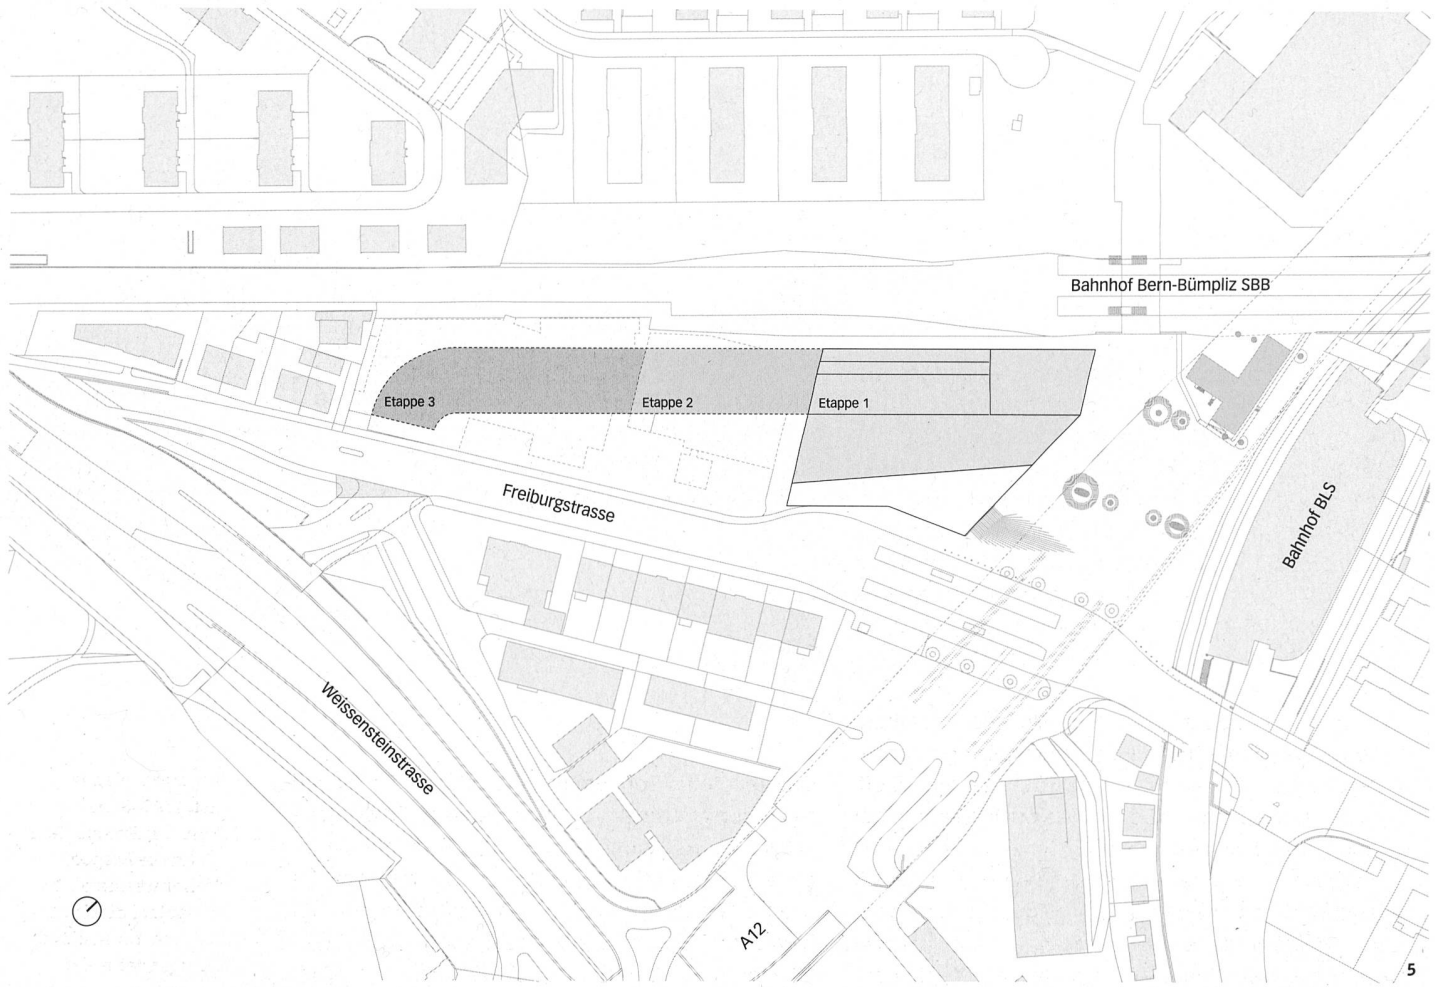 Bahnhof Bern-Bümpliz SBB
Etappe 3
Etappe 2
Etappe 1
Freiburgstrasse
Bahnhof BLS
Weissensteinstrasse
A12
5